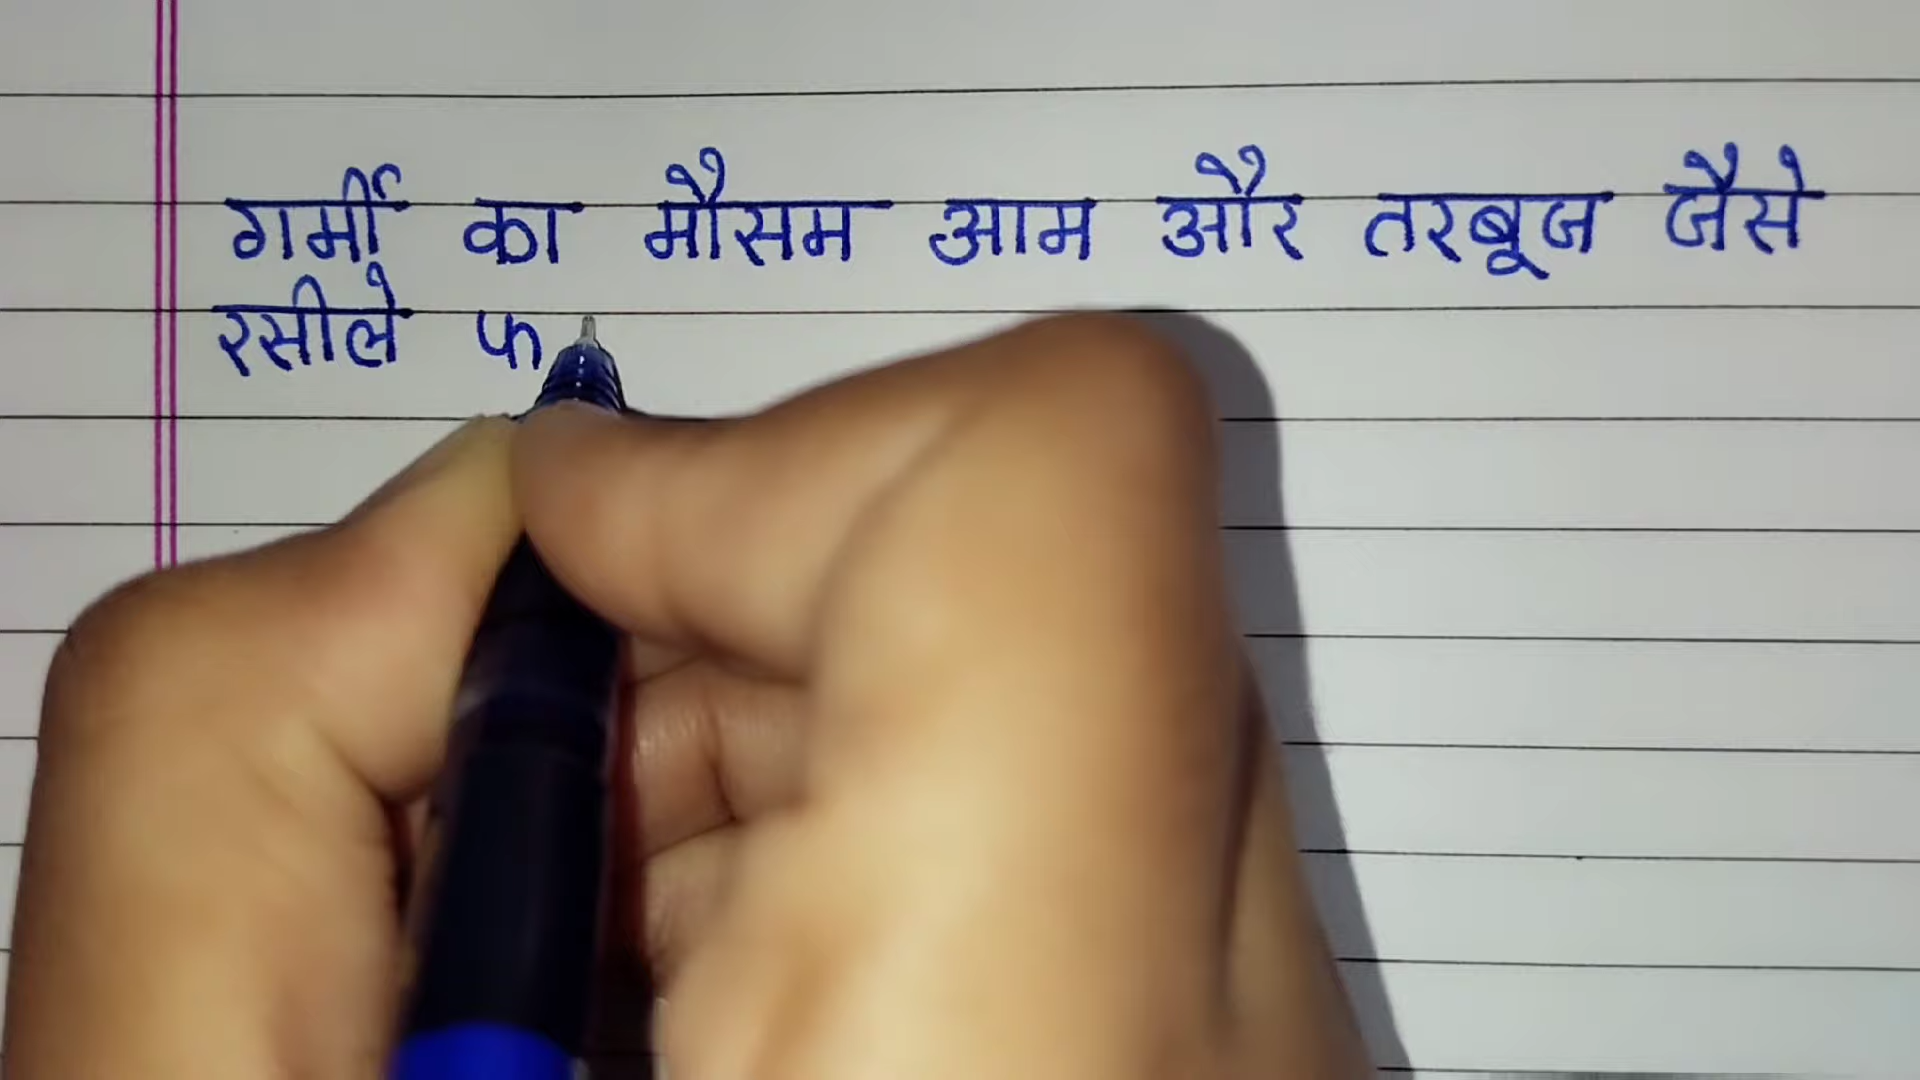 गर्मी का मौसम आम और तरबूज जैसे
रसीले फ